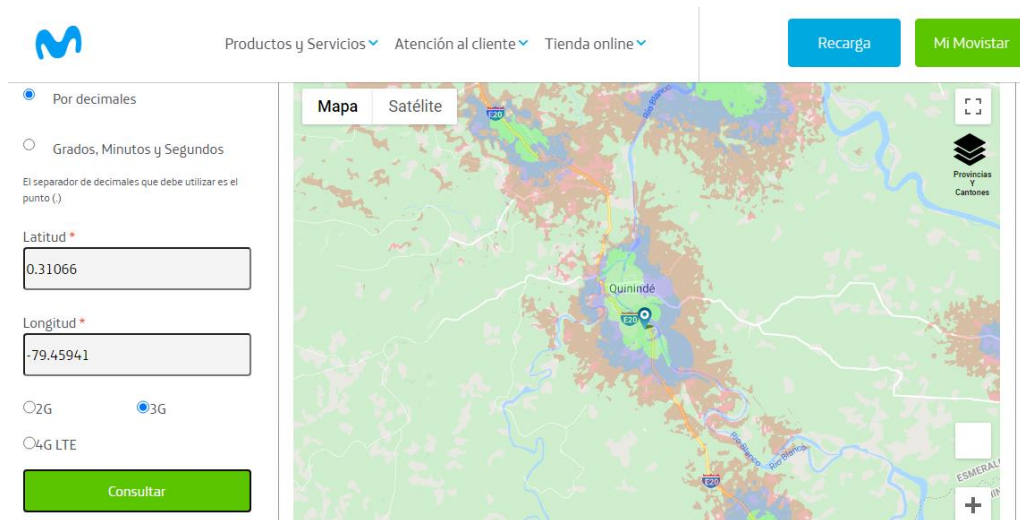 Productos y Servicios Atención al cliente Tienda online Recarga Mi Movistar
Por decimales
Grados, Minutos y Segundos
El separador de decimales que debe utilizar es el
punto (.)
Latitud *
0.31066
Longitud *
-79.45941
2G 3G
4G LTE
Consultar
Mapa Satélite
E20
Río Blanco
Provincias
Y
Cantones
Quinindé
E20
Río Blanco
Río Blanco
E20